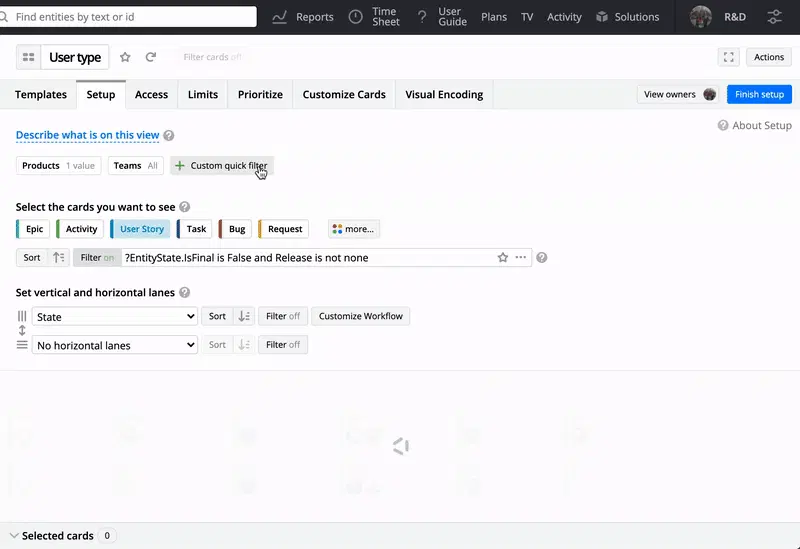 Find entities by text or id
Reports
Time Sheet
User Guide
Plans
TV
Activity
Solutions
R&D
User type
Filter cards off
Actions
Templates
Setup
Access
Limits
Prioritize
Customize Cards
Visual Encoding
View owners
Finish setup
Describe what is on this view
About Setup
Products 1 value
Teams All
Custom quick filter
Select the cards you want to see
Epic
Activity
User Story
Task
Bug
Request
more...
Sort
Filter on
?EntityState.IsFinal is False and Release is not none
Set vertical and horizontal lanes
State
Sort
Filter off
Customize Workflow
No horizontal lanes
Sort
Filter off
Selected cards 0